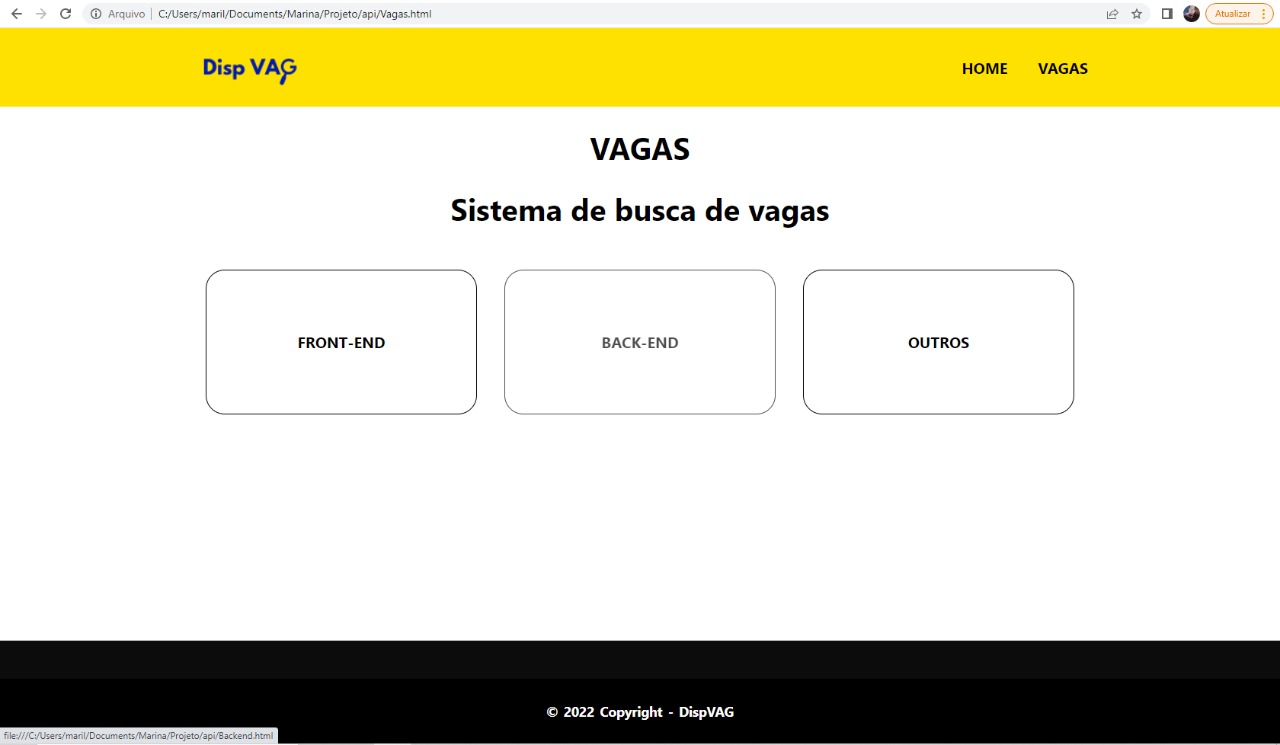 Arquivo | C:/Users/maril/Documents/Marina/Projeto/api/Vagas.html
Atualizar
Disp VAG
HOME VAGAS
VAGAS
Sistema de busca de vagas
FRONT-END BACK-END OUTROS
© 2022 Copyright - DispVAG
file:///C:/Users/maril/Documents/Marina/Projeto/api/Backend.html